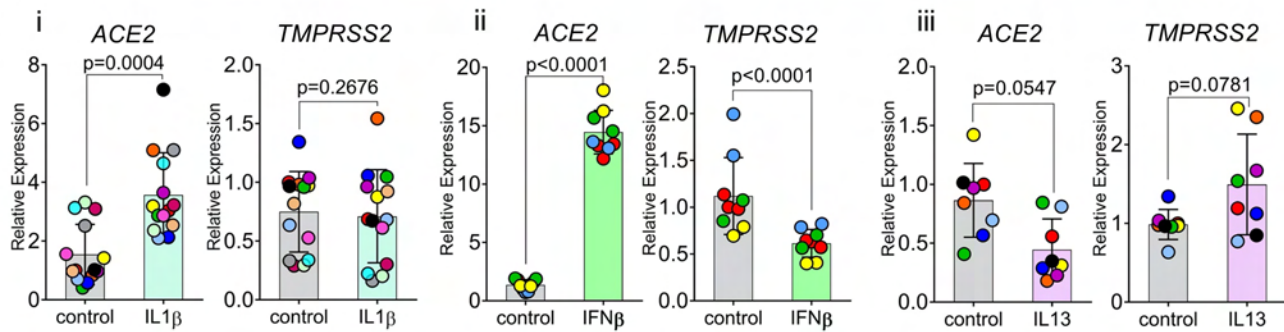 i
ACE2
TMPRSS2
p=0.0004
p=0.2676
Relative Expression
8
6
4
2
0
control
IL1β
Relative Expression
2.0
1.5
1.0
0.5
0.0
control
IL1β
ii
ACE2
TMPRSS2
p<0.0001
p<0.0001
Relative Expression
20
15
10
5
0
control
IFNβ
Relative Expression
2.5
2.0
1.5
1.0
0.5
0.0
control
IFNβ
iii
ACE2
TMPRSS2
p=0.0547
p=0.0781
Relative Expression
2.0
1.5
1.0
0.5
0.0
control
IL13
Relative Expression
3
2
1
0
control
IL13